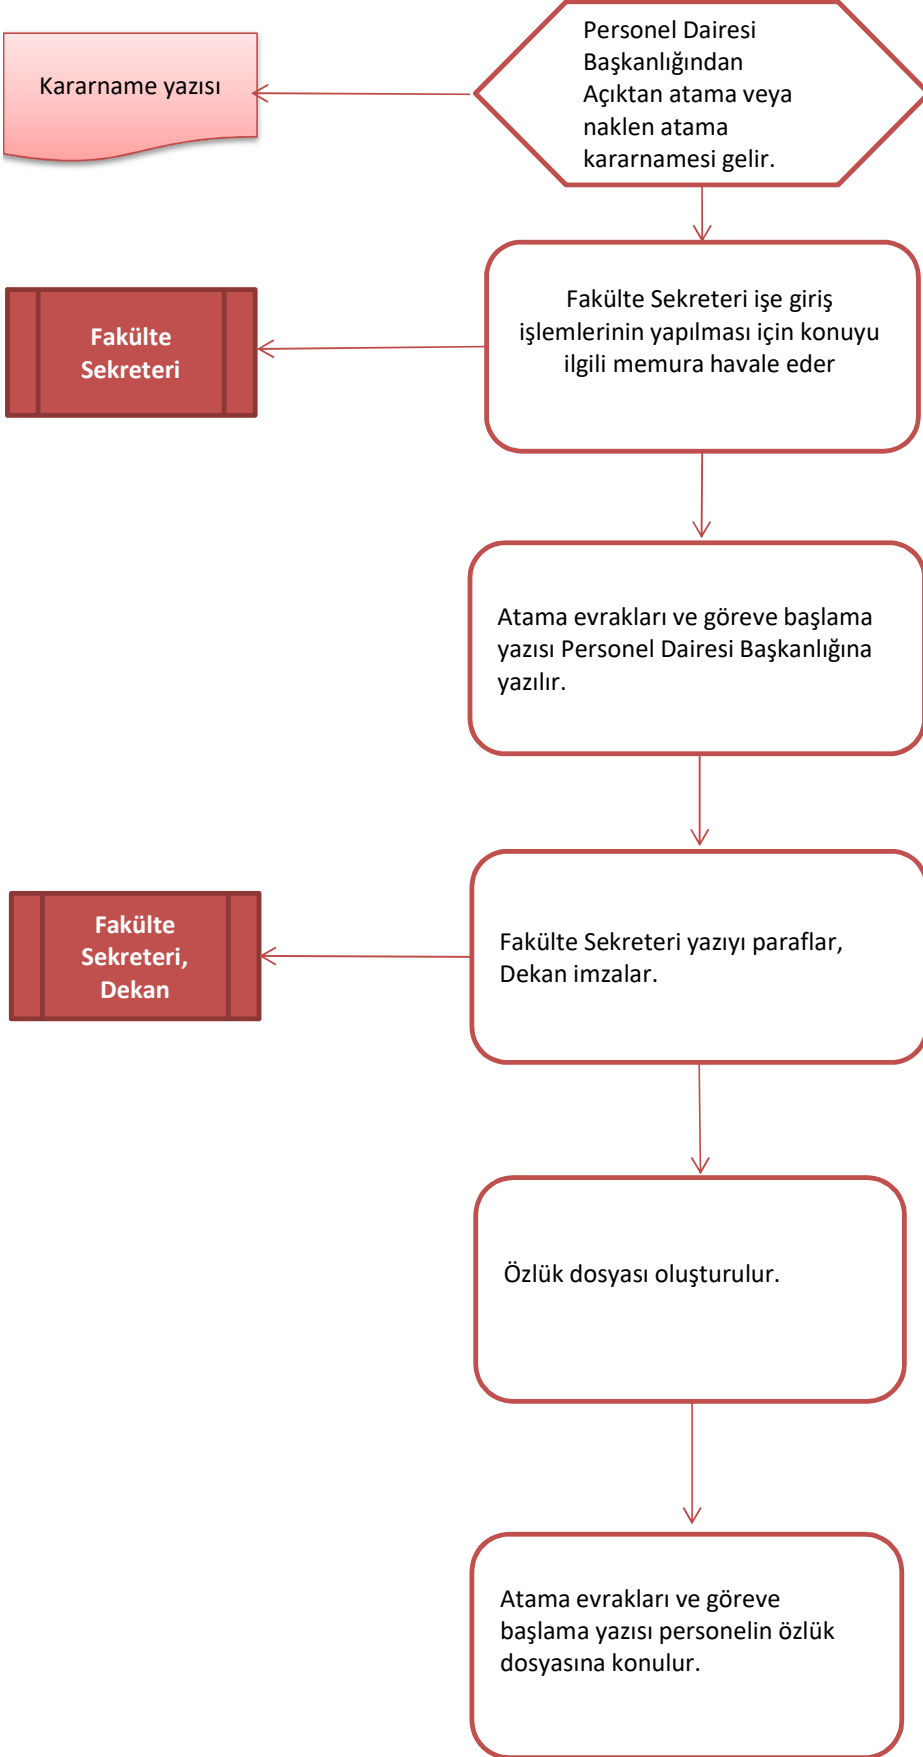 Personel Dairesi
Başkanlığından
Açıktan atama veya
naklen atama
kararnamesi gelir.
Kararname yazısı
Fakülte Sekreteri işe giriş
işlemlerinin yapılması için konuyu
ilgili memura havale eder
Fakülte
Sekreteri
Atama evrakları ve göreve başlama
yazısı Personel Dairesi Başkanlığına
yazılır.
Fakülte Sekreteri yazıyı paraflar,
Dekan imzalar.
Fakülte
Sekreteri,
Dekan
Özlük dosyası oluşturulur.
Atama evrakları ve göreve
başlama yazısı personelin özlük
dosyasına konulur.